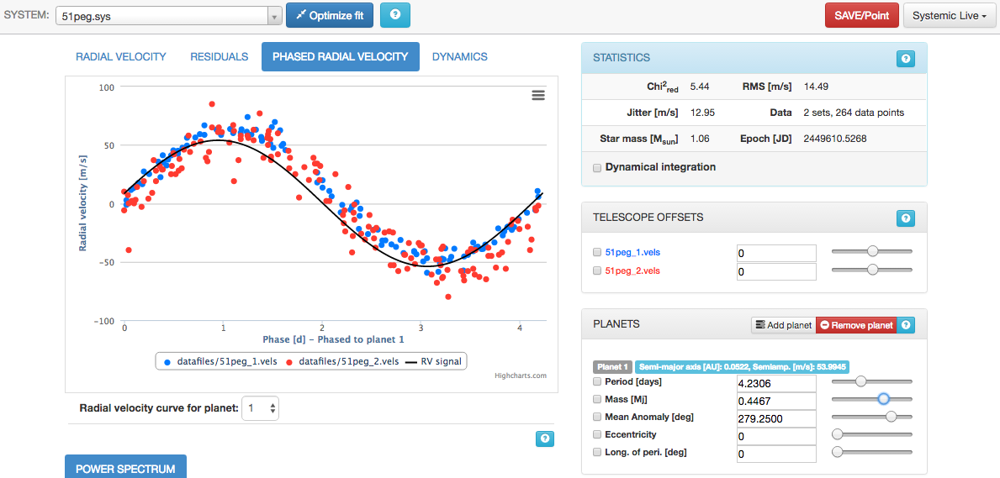 SYSTEM: 51peg.sys Optimize fit ? SAVE/Point Systemic Live
RADIAL VELOCITY RESIDUALS PHASED RADIAL VELOCITY DYNAMICS
100
50
0
−50
−100
Radial velocity [m/s]
0 1 2 3 4
Phase [d] – Phased to planet 1
datafiles/51peg_1.vels datafiles/51peg_2.vels RV signal
Highcharts.com
Radial velocity curve for planet: 1
?
POWER SPECTRUM
STATISTICS ?
Chi²red 5.44 RMS [m/s] 14.49
Jitter [m/s] 12.95 Data 2 sets, 264 data points
Star mass [Msun] 1.06 Epoch [JD] 2449610.5268
Dynamical integration
TELESCOPE OFFSETS ?
51peg_1.vels 0
51peg_2.vels 0
PLANETS Add planet Remove planet ?
Planet 1 Semi-major axis [AU]: 0.0522, Semiamp. [m/s]: 53.9945
Period [days] 4.2306
Mass [Mj] 0.4467
Mean Anomaly [deg] 279.2500
Eccentricity 0
Long. of peri. [deg] 0